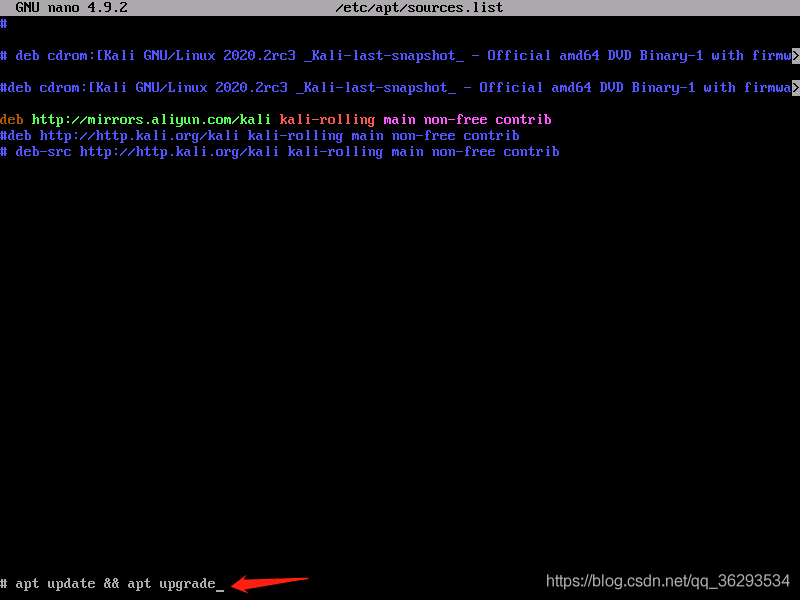 GNU nano 4.9.2 /etc/apt/sources.list
#
# deb cdrom:[Kali GNU/Linux 2020.2rc3 _Kali-last-snapshot_ - Official amd64 DVD Binary-1 with firmw>
#deb cdrom:[Kali GNU/Linux 2020.2rc3 _Kali-last-snapshot_ - Official amd64 DVD Binary-1 with firmwa>
deb http://mirrors.aliyun.com/kali kali-rolling main non-free contrib
#deb http://http.kali.org/kali kali-rolling main non-free contrib
# deb-src http://http.kali.org/kali kali-rolling main non-free contrib
# apt update && apt upgrade_
https://blog.csdn.net/qq_36293534